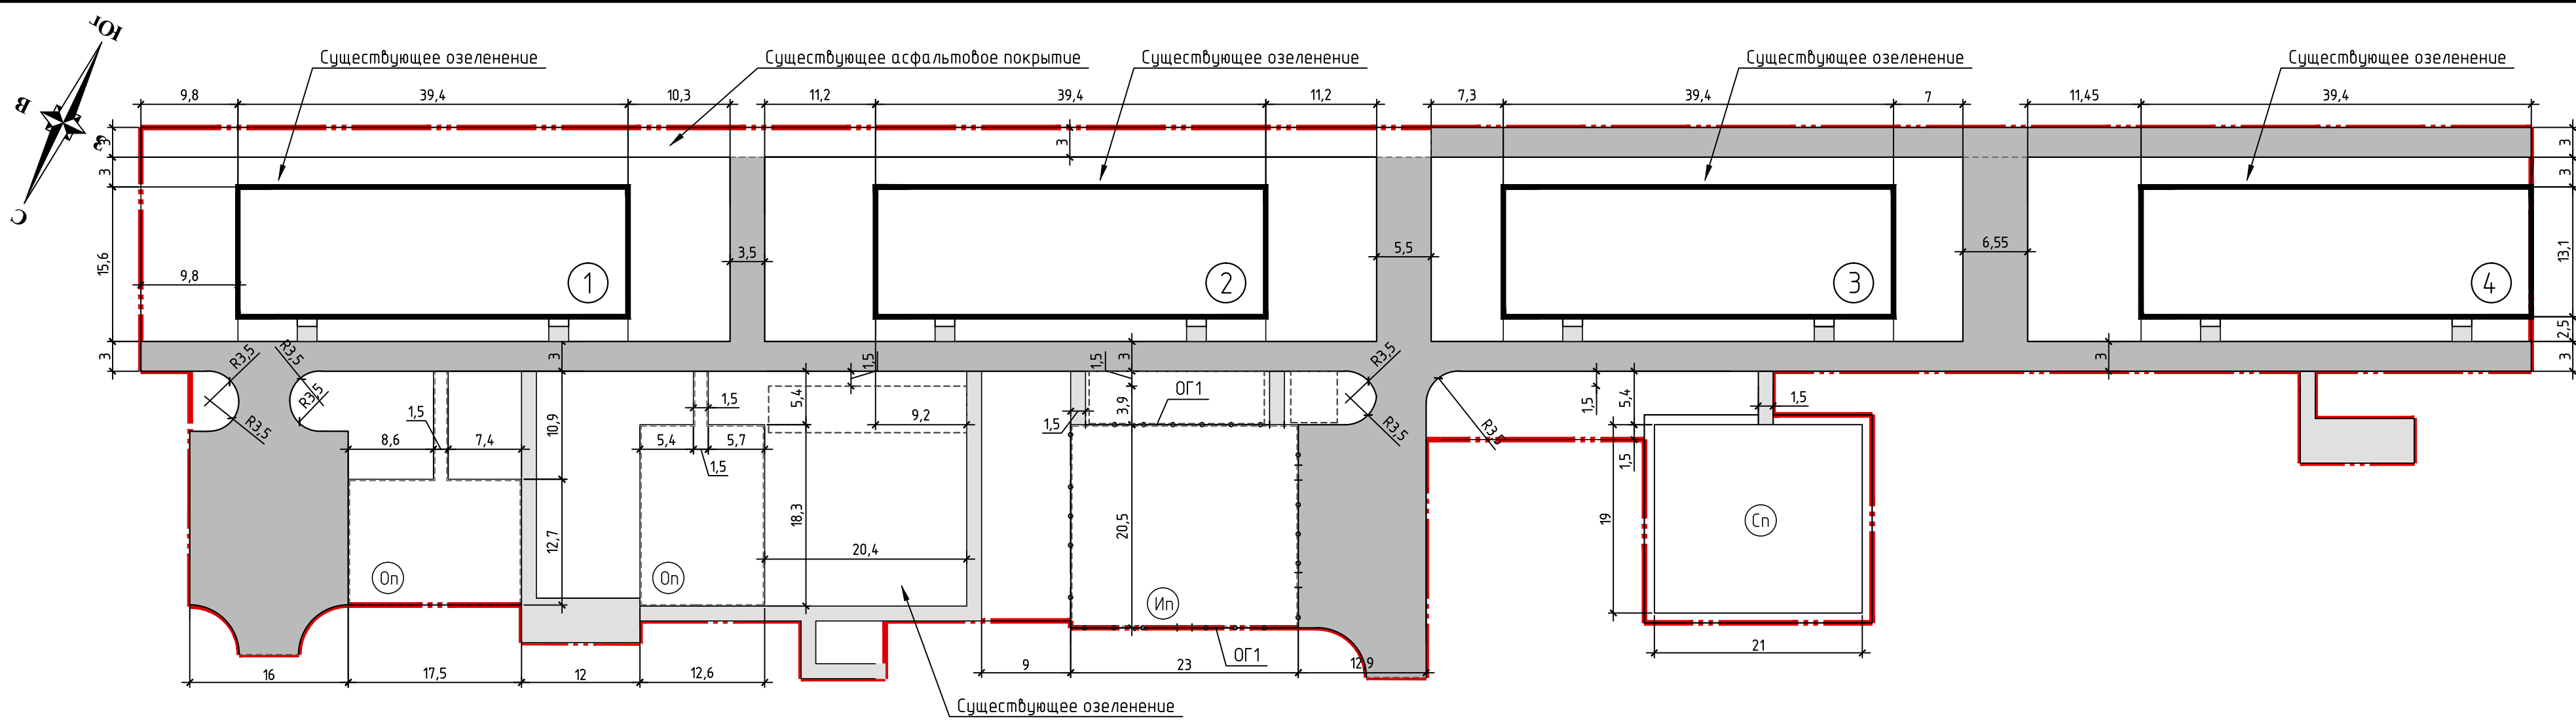 Юг
В
З
С
Существующее озеленение
Существующее асфальтовое покрытие
Существующее озеленение
Существующее озеленение
Существующее озеленение
9,8
39,4
10,3
11,2
39,4
11,2
7,3
39,4
7
11,45
39,4
3
3
15,6
3
9,8
3
3,5
5,5
6,55
3
3
13,1
2,5
3
1
2
3
4
R3,5
R3,5
R3,5
R3,5
3
1,5
1,5
3
R3,5
R3,5
R3,5
3
1,5
8,6
7,4
10,9
12,7
1,5
5,4
5,7
1,5
5,4
9,2
18,3
20,4
1,5
3,9
ОГ1
20,5
1,5
5,4
1,5
19
1,5
Оп
Оп
Ип
Сп
16
17,5
12
12,6
9
23
12,9
21
ОГ1
Существующее озеленение